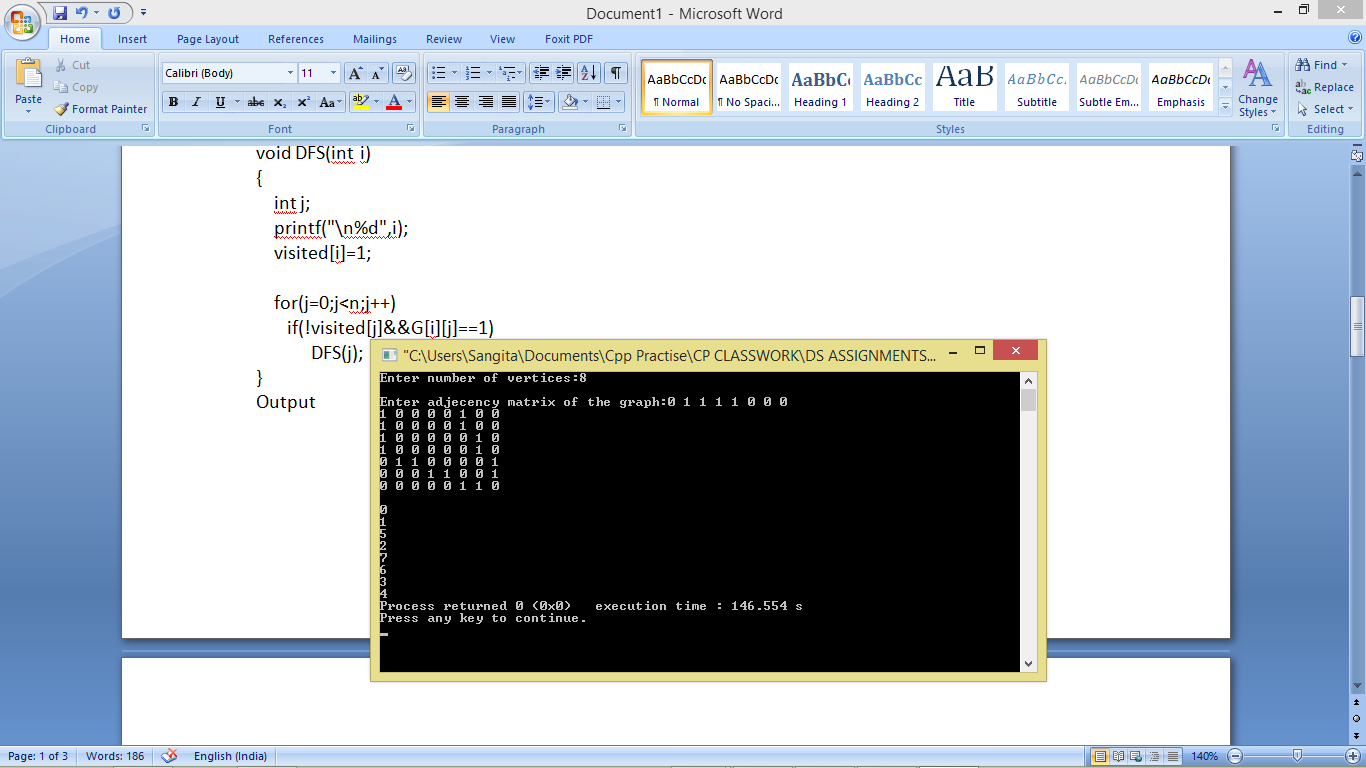 Document1 - Microsoft Word
Home Insert Page Layout References Mailings Review View Foxit PDF
Paste
Cut
Copy
Format Painter
Clipboard
Calibri (Body) 11
B I U abc X₂ X² Aa
Font
Paragraph
AaBbCcDc AaBbCcDc AaBbC AaBbCc AaB AaBbCc. AaBbCcDc AaBbCcDc
¶ Normal ¶ No Spaci... Heading 1 Heading 2 Title Subtitle Subtle Em... Emphasis
Change Styles
Styles
Find
Replace
Select
Editing
void DFS(int i)
{
int j;
printf("\n%d",i);
visited[i]=1;
for(j=0;j<n;j++)
if(!visited[j]&&G[i][j]==1)
DFS(j);
}
Output
"C:\Users\Sangita\Documents\Cpp Practise\CP CLASSWORK\DS ASSIGNMENTS...
Enter number of vertices:8
Enter adjecency matrix of the graph:0 1 1 1 1 0 0 0
1 0 0 0 0 1 0 0
1 0 0 0 0 1 0 0
1 0 0 0 0 0 1 0
1 0 0 0 0 0 1 0
0 1 1 0 0 0 0 1
0 0 0 1 1 0 0 1
0 0 0 0 0 1 1 0
0
1
5
2
7
6
3
4
Process returned 0 (0x0) execution time : 146.554 s
Press any key to continue.
Page: 1 of 3 Words: 186 English (India) 140%